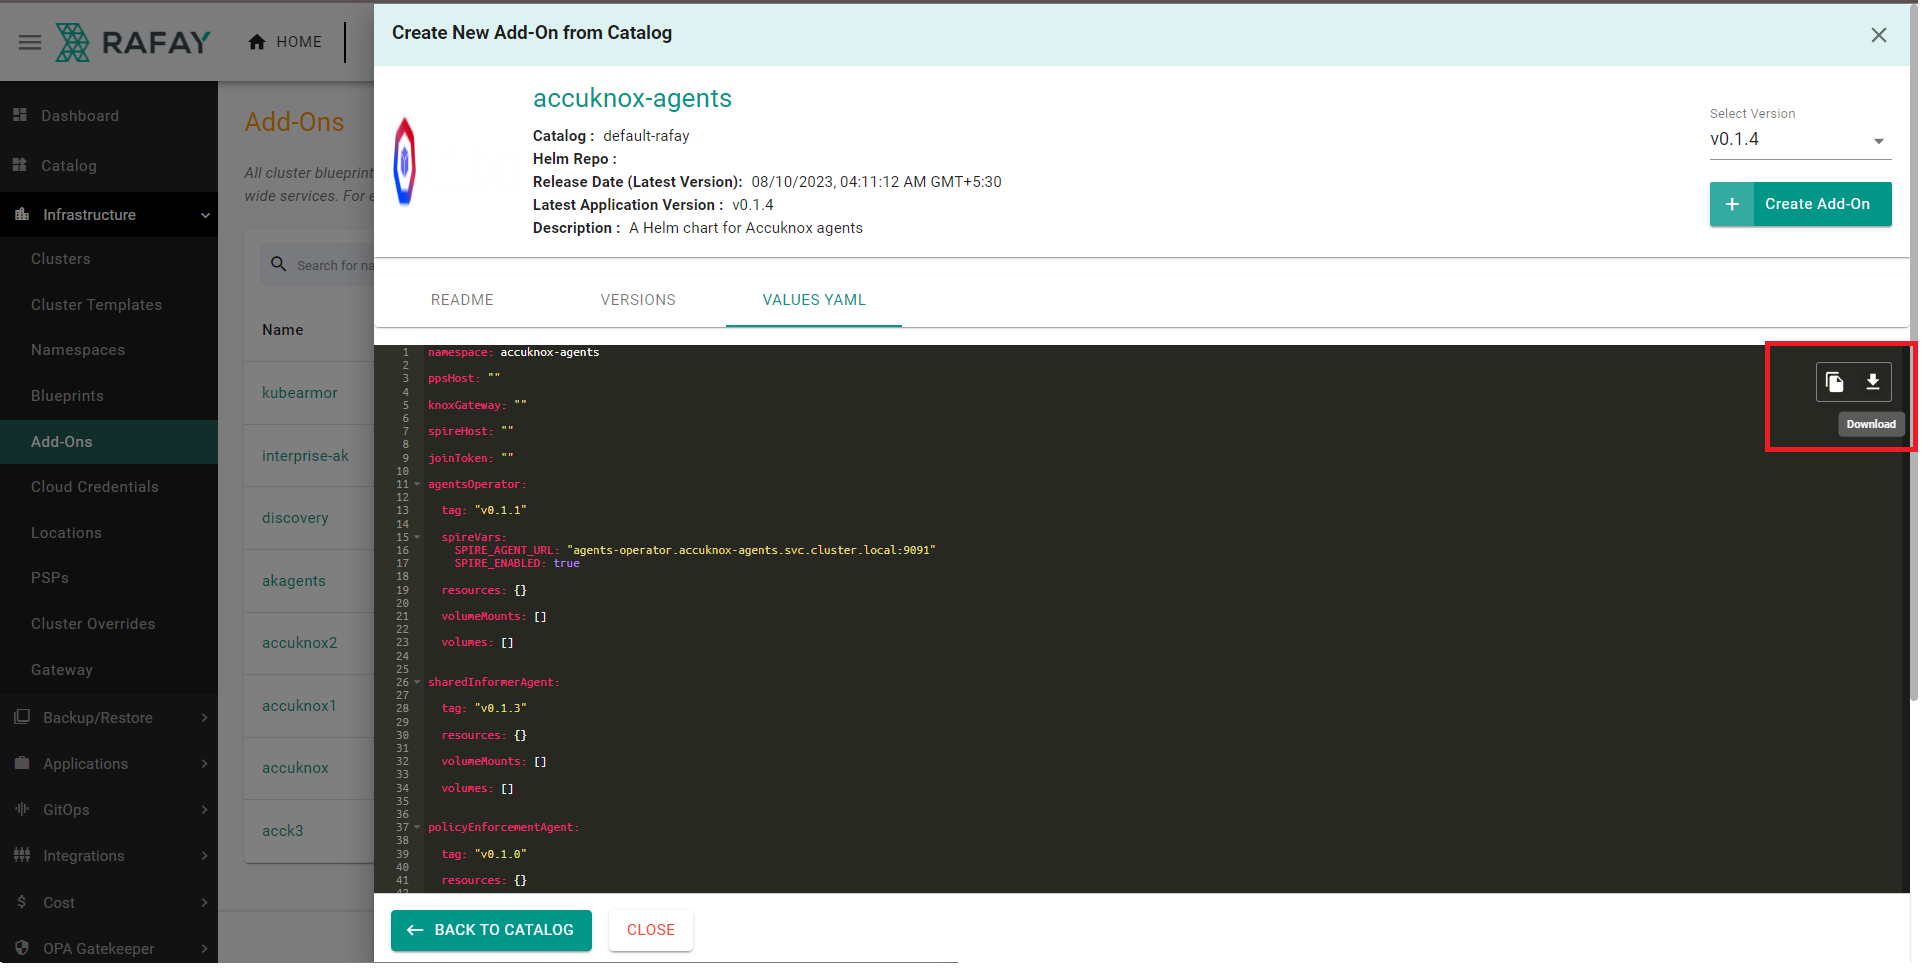 RAFAY
HOME
Dashboard
Catalog
Infrastructure
Clusters
Cluster Templates
Namespaces
Blueprints
Add-Ons
Cloud Credentials
Locations
PSPs
Cluster Overrides
Gateway
Backup/Restore
Applications
GitOps
Integrations
Cost
OPA Gatekeeper
Add-Ons
All cluster blueprint
wide services. For e
Search for na
Name
kubearmor
interprise-ak
discovery
akagents
accuknox2
accuknox1
accuknox
acck3
Create New Add-On from Catalog
accuknox-agents
Catalog : default-rafay
Helm Repo :
Release Date (Latest Version): 08/10/2023, 04:11:12 AM GMT+5:30
Latest Application Version : v0.1.4
Description : A Helm chart for Accuknox agents
Select Version
v0.1.4
+ Create Add-On
README
VERSIONS
VALUES YAML
1 namespace: accuknox-agents
2
3 ppsHost: ""
4
5 knoxGateway: ""
6
7 spireHost: ""
8
9 joinToken: ""
10
11 agentsOperator:
12
13 tag: "v0.1.1"
14
15 spireVars:
16 SPIRE_AGENT_URL: "agents-operator.accuknox-agents.svc.cluster.local:9091"
17 SPIRE_ENABLED: true
18
19 resources: {}
20
21 volumeMounts: []
22
23 volumes: []
24
25
26 sharedInformerAgent:
27
28 tag: "v0.1.3"
29
30 resources: {}
31
32 volumeMounts: []
33
34 volumes: []
35
36
37 policyEnforcementAgent:
38
39 tag: "v0.1.0"
40
41 resources: {}
42
Download
BACK TO CATALOG
CLOSE